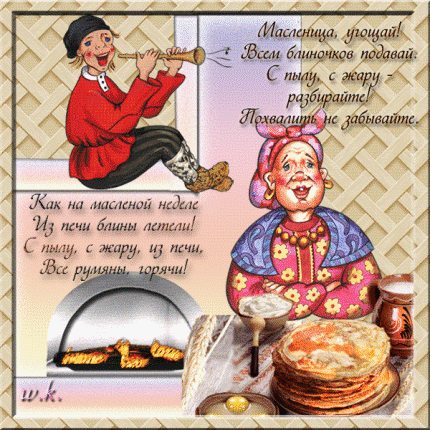 Масленица, угощай!
Всем блиночков подавай.
С пылу, с жару -
разбирайте!
Похвалить не забывайте.
Как на масленой неделе
Из печи блины летели!
С пылу, с жару, из печи,
Все румяны, горячи!
w.k.